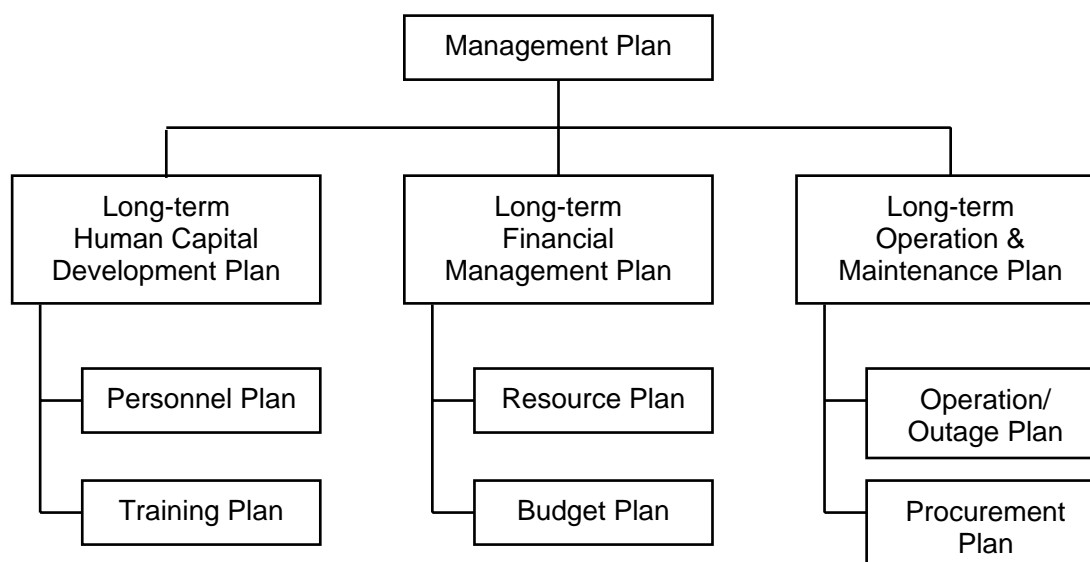 Management Plan
Long-term
Human Capital
Development Plan
Long-term
Financial
Management Plan
Long-term
Operation &
Maintenance Plan
Personnel Plan
Resource Plan
Operation/
Outage Plan
Training Plan
Budget Plan
Procurement
Plan